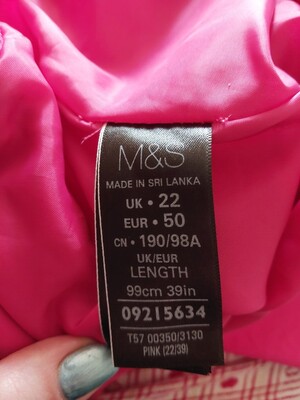 M&S
MADE IN SRI LANKA
UK • 22
EUR • 50
CN • 190/98A
UK/EUR
LENGTH
99cm 39in
09215634
T57 00350/3130
PINK (22/39)